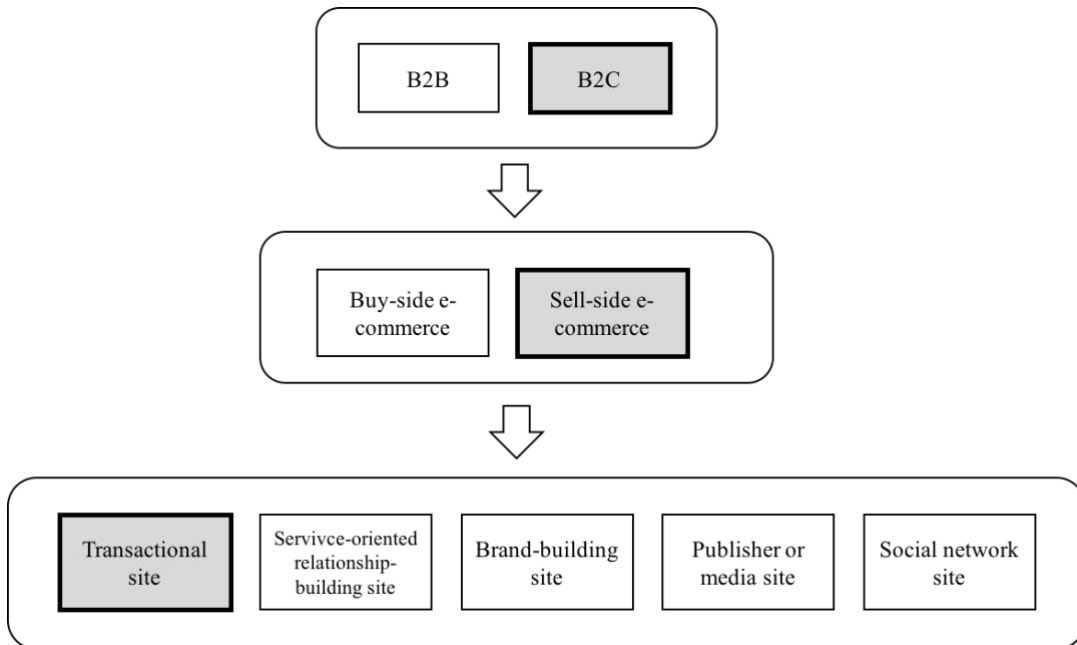 B2B
B2C
Buy-side e-
commerce
Sell-side e-
commerce
Transactional
site
Servivce-oriented
relationship-
building site
Brand-building
site
Publisher or
media site
Social network
site